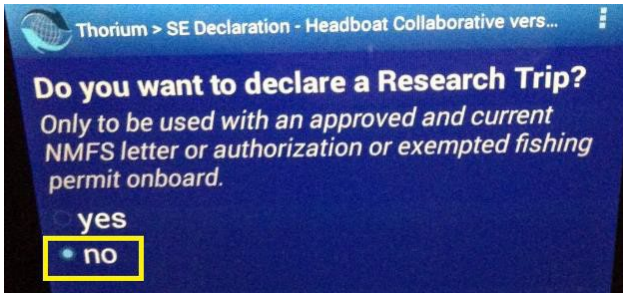 Thorium > SE Declaration - Headboat Collaborative vers...
Do you want to declare a Research Trip?
Only to be used with an approved and current
NMFS letter or authorization or exempted fishing
permit onboard.
yes
no